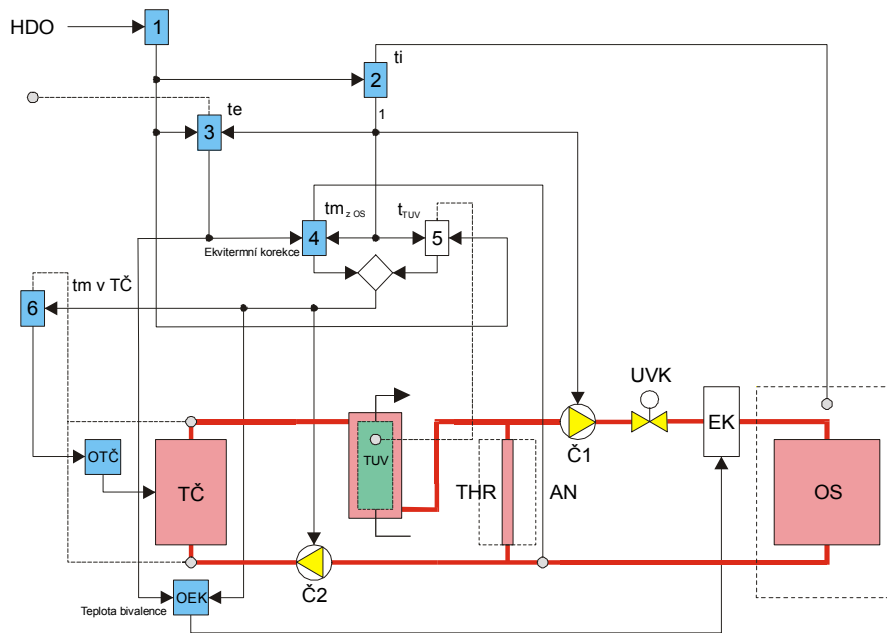 HDO
1
ti
2
1
te
3
tm z OS
t TUV
4
5
Ekvitermní korekce
tm v TČ
6
UVK
EK
OTČ
TČ
TUV
Č1
THR
AN
OS
Č2
OEK
Teplota bivalence